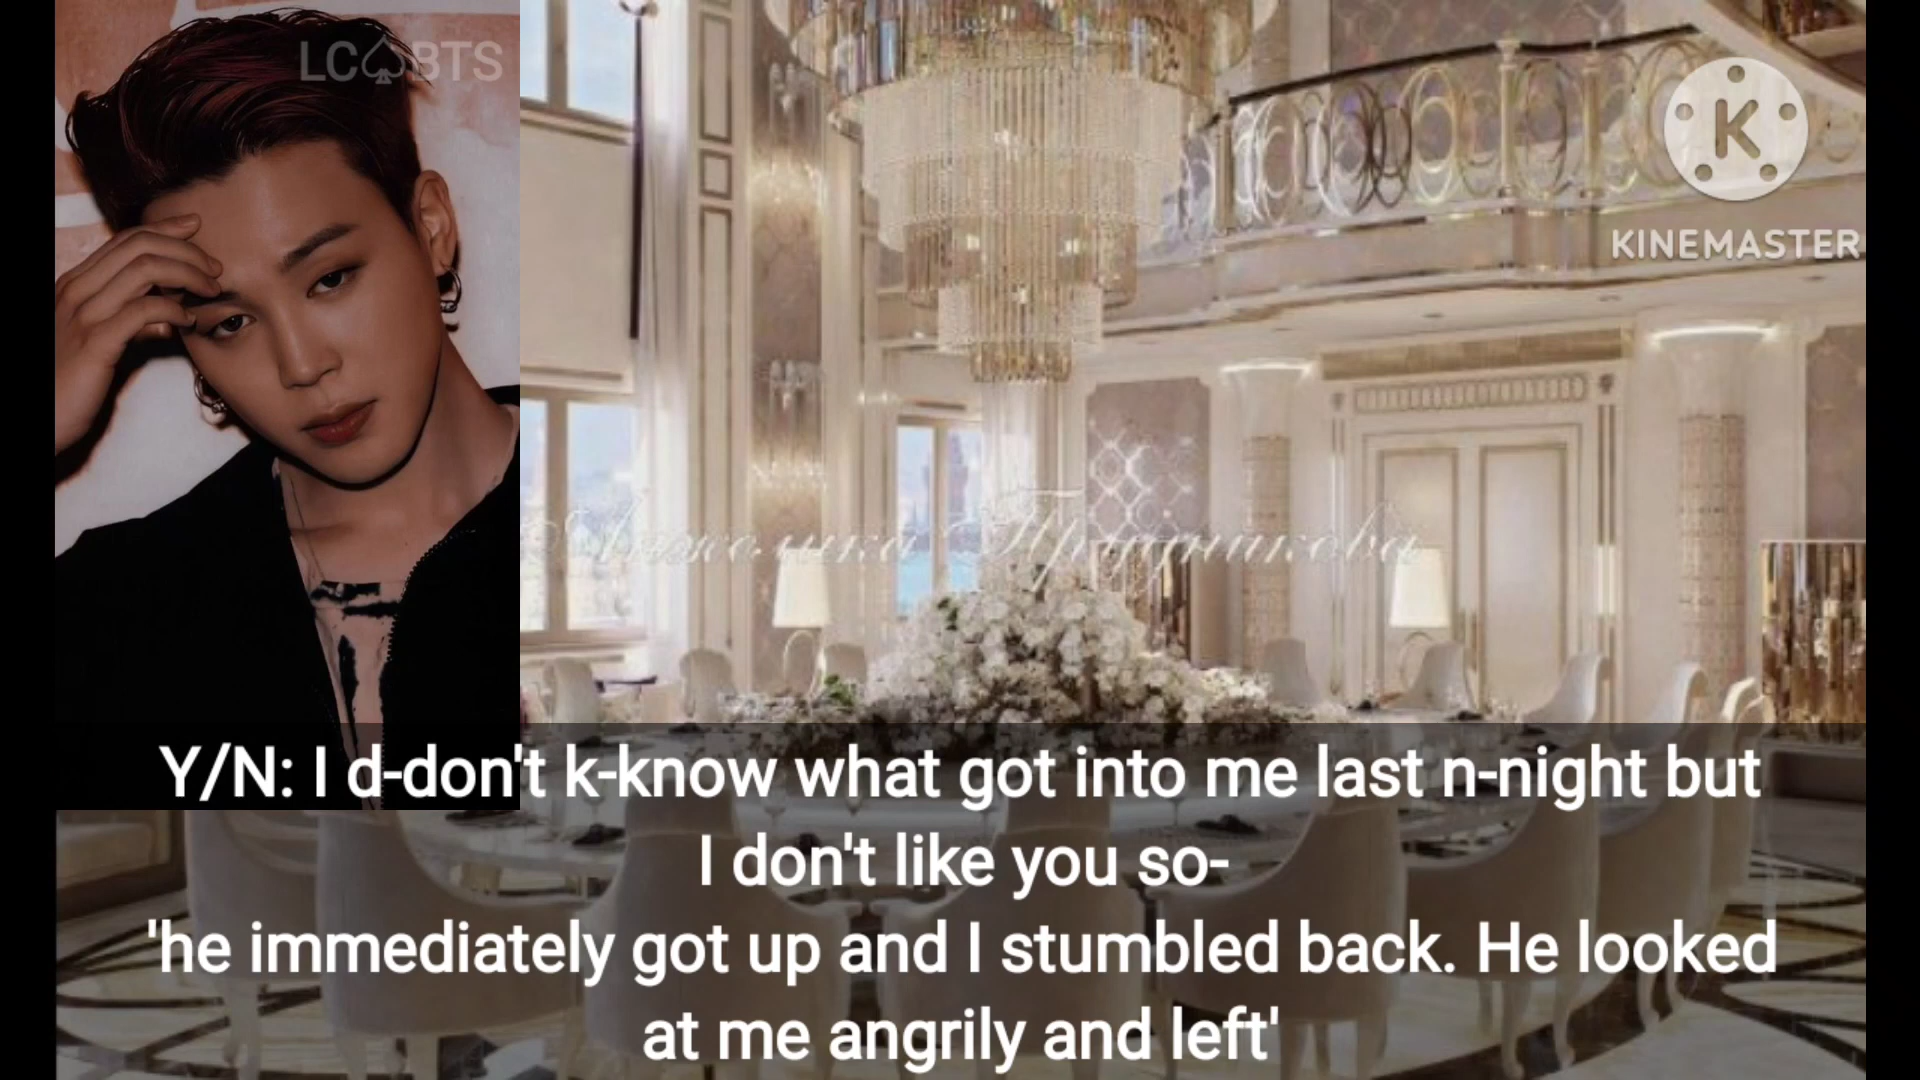 LC♤BTS
KINEMASTER
Y/N: I d-don't k-know what got into me last n-night but
I don't like you so-
'he immediately got up and I stumbled back. He looked
at me angrily and left'